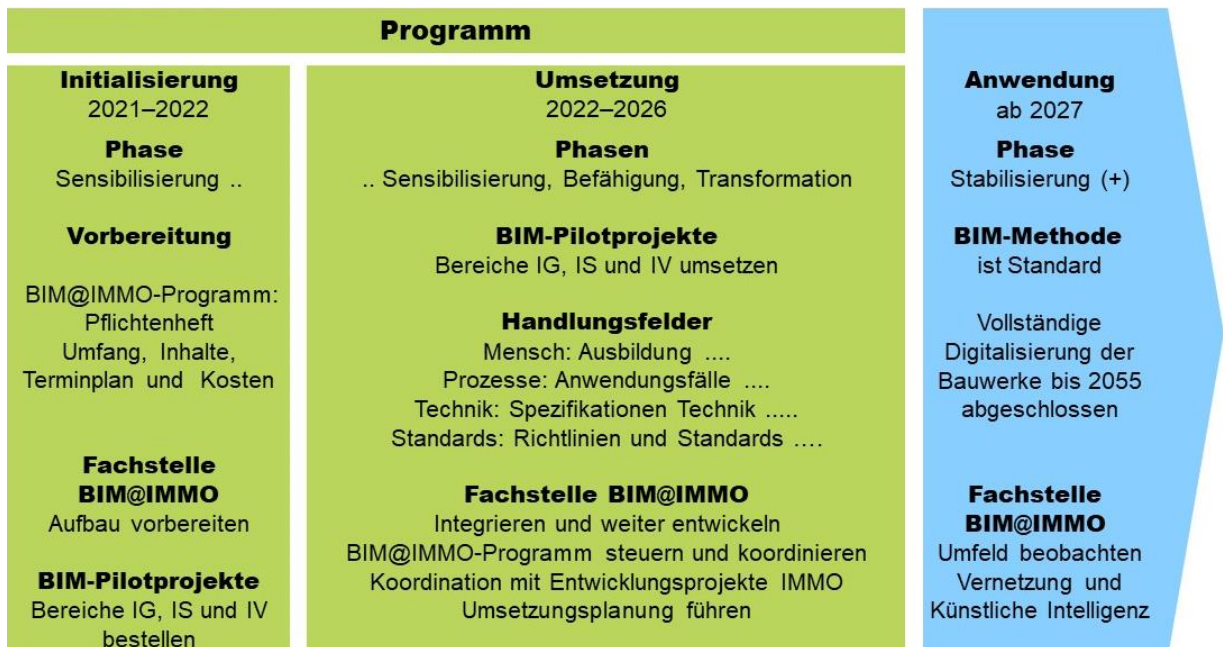 Programm
Initialisierung
2021–2022
Phase
Sensibilisierung ..
Vorbereitung
BIM@IMMO-Programm:
Pflichtenheft
Umfang, Inhalte,
Terminplan und Kosten
Fachstelle
BIM@IMMO
Aufbau vorbereiten
BIM-Pilotprojekte
Bereiche IG, IS und IV
bestellen
Umsetzung
2022–2026
Phasen
.. Sensibilisierung, Befähigung, Transformation
BIM-Pilotprojekte
Bereiche IG, IS und IV umsetzen
Handlungsfelder
Mensch: Ausbildung ....
Prozesse: Anwendungsfälle ....
Technik: Spezifikationen Technik .....
Standards: Richtlinien und Standards ….
Fachstelle BIM@IMMO
Integrieren und weiter entwickeln
BIM@IMMO-Programm steuern und koordinieren
Koordination mit Entwicklungsprojekte IMMO
Umsetzungsplanung führen
Anwendung
ab 2027
Phase
Stabilisierung (+)
BIM-Methode
ist Standard
Vollständige
Digitalisierung der
Bauwerke bis 2055
abgeschlossen
Fachstelle
BIM@IMMO
Umfeld beobachten
Vernetzung und
Künstliche Intelligenz